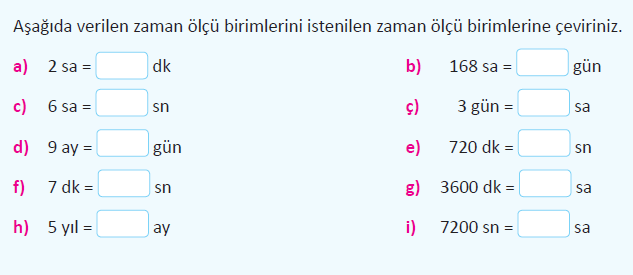 Aşağıda verilen zaman ölçü birimlerini istenilen zaman ölçü birimlerine çeviriniz.
a) 2 sa = dk b) 168 sa = gün
c) 6 sa = sn ç) 3 gün = sa
d) 9 ay = gün e) 720 dk = sn
f) 7 dk = sn g) 3600 dk = sa
h) 5 yıl = ay i) 7200 sn = sa